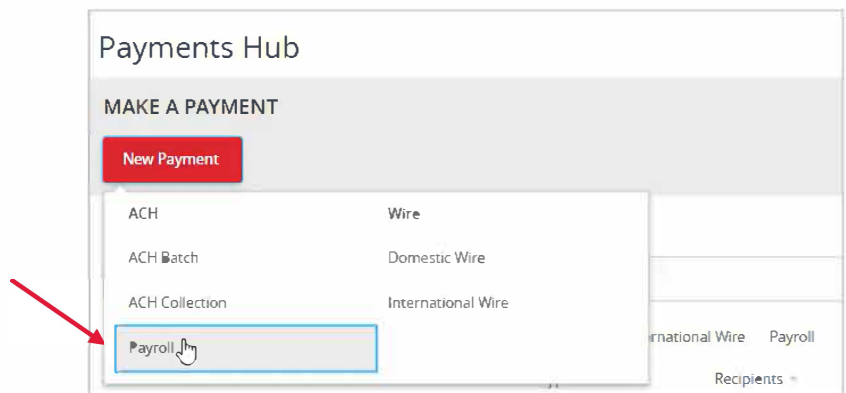 Payments Hub
MAKE A PAYMENT
New Payment
ACH Wire
ACH Batch Domestic Wire
ACH Collection International Wire
Payroll
Wire Payroll
Recipients